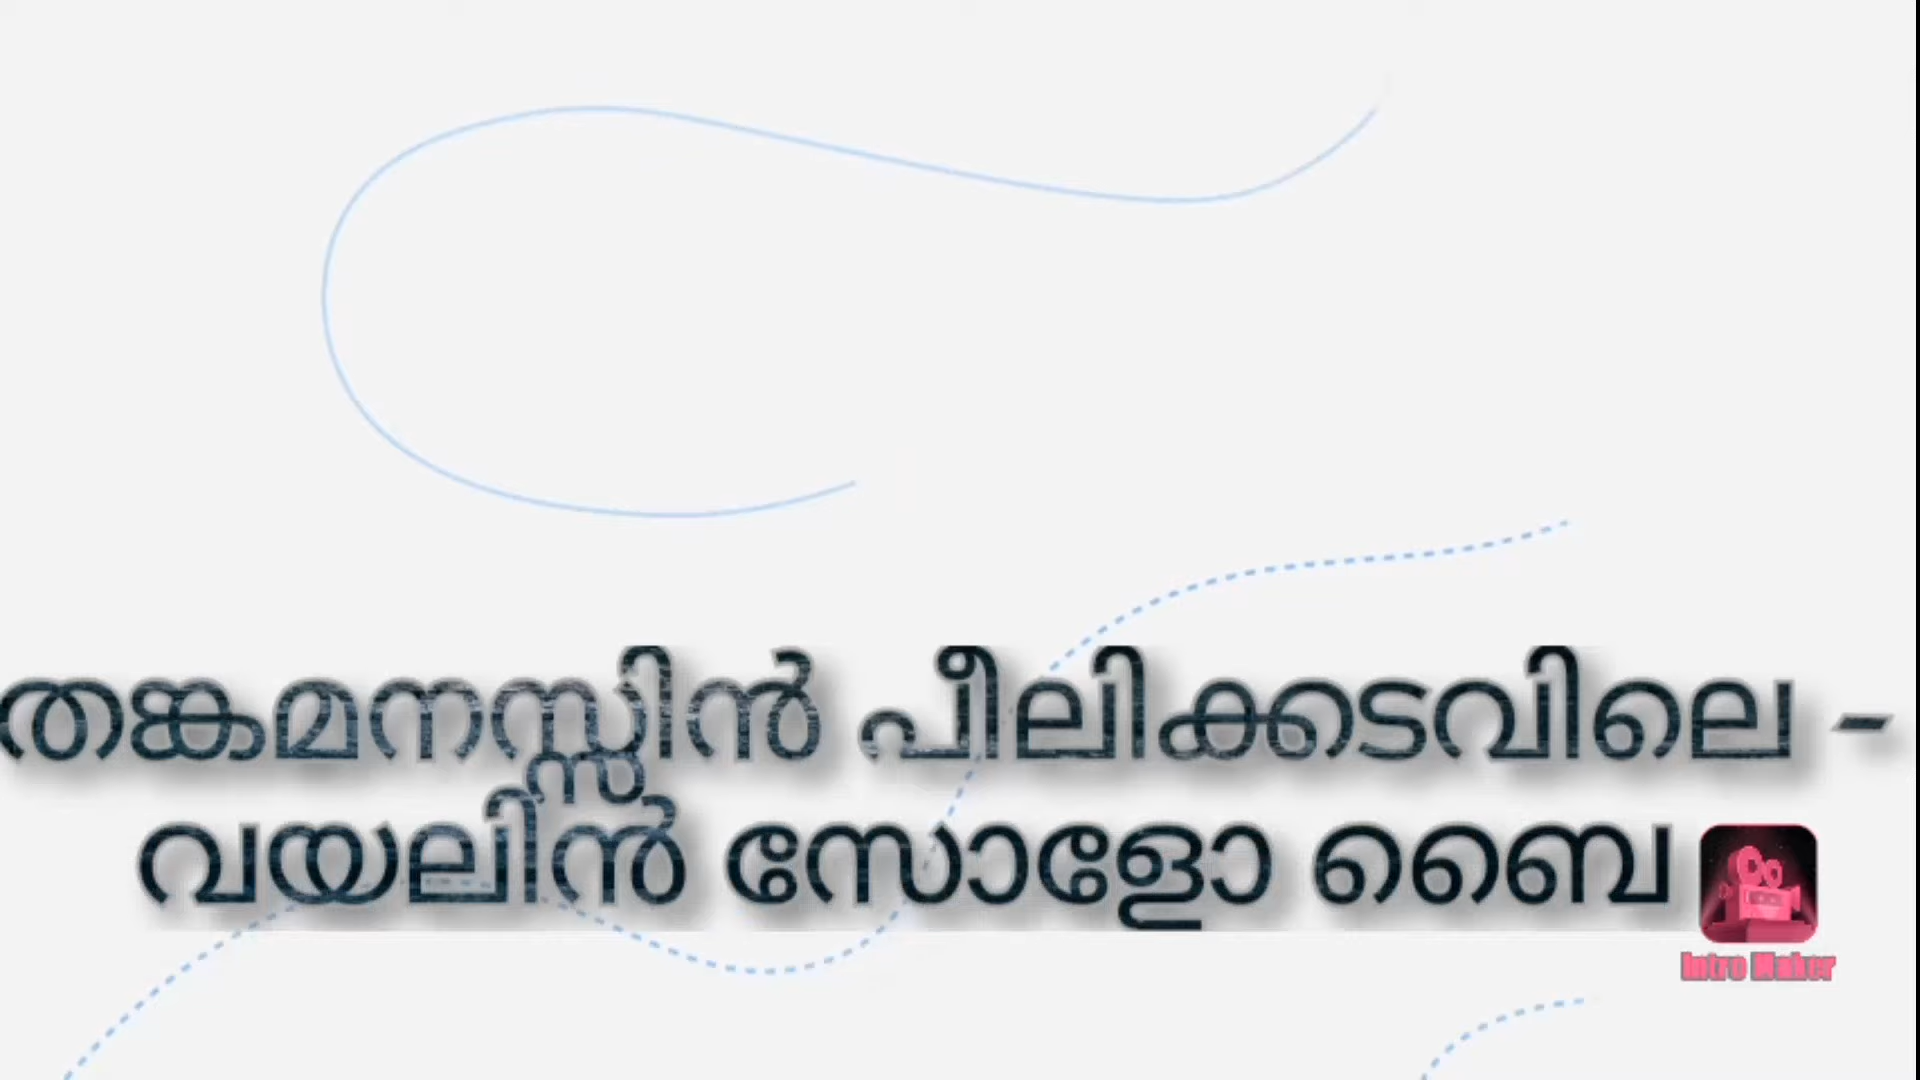 തങ്കമനസ്സിൻ പീലിക്കടവിലെ -
വയലിൻ സോളോ ബൈ
Intro Maker